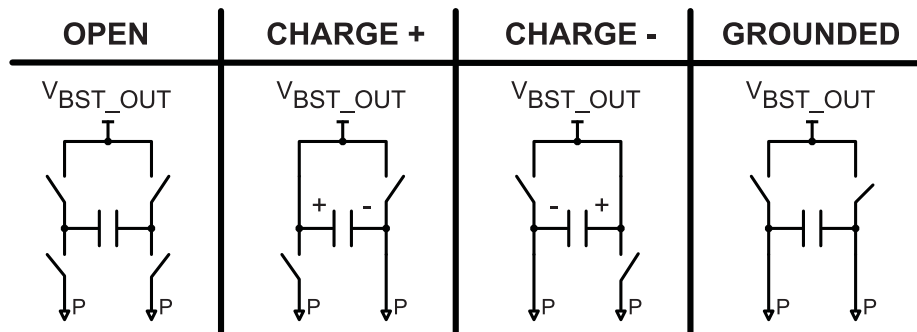 OPEN CHARGE + CHARGE - GROUNDED
VBST_OUT VBST_OUT VBST_OUT VBST_OUT
+ - - +
P P P P P P P P